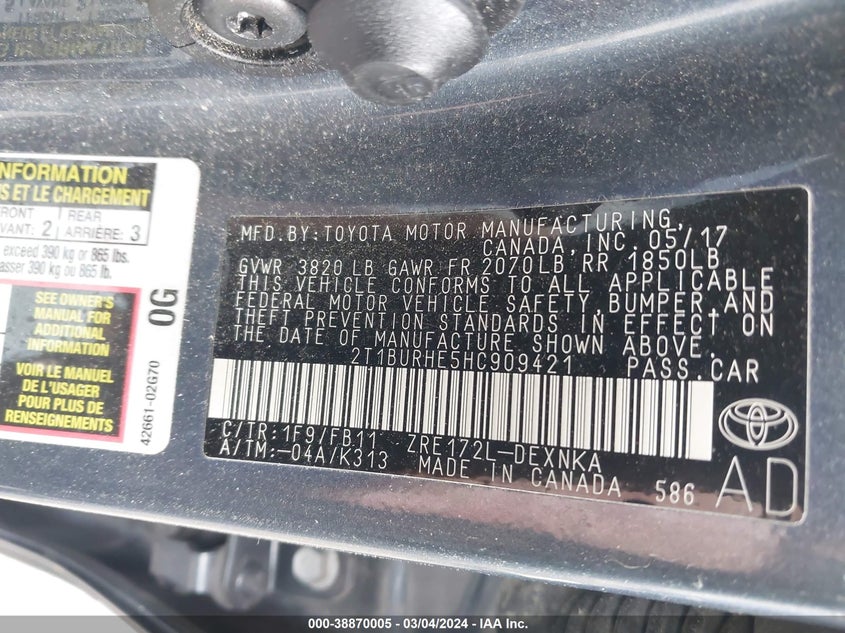 INFORMATION
S ET LE CHARGEMENT
FRONT
VANT: 2
REAR
ARRIÈRE: 3
exceed 390 kg or 865 lbs.
asser 390 kg ou 865 lb.
SEE OWNER'S
MANUAL FOR
ADDITIONAL
INFORMATION
VOIR LE MANUEL
DE L'USAGER
POUR PLUS DE
RENSEIGNEMENTS
0G
42661-02G70
MFD.BY:TOYOTA MOTOR MANUFACTURING,
CANADA,INC.05/17
GVWR 3820 LB GAWR FR 2070LB RR 1850LB
THIS VEHICLE CONFORMS TO ALL APPLICABLE
FEDERAL MOTOR VEHICLE SAFETY,BUMPER,AND
THEFT PREVENTION STANDARDS IN EFFECT ON
THE DATE OF MANUFACTURE SHOWN ABOVE.
2T1BURHE5HC909421 PASS.CAR
C/TR:1F9/FB11 ZRE172L-DEXNKA
A/TM:-04A/K313 MADE IN CANADA 586
AD
000-38870005 - 03/04/2024 - IAA Inc.